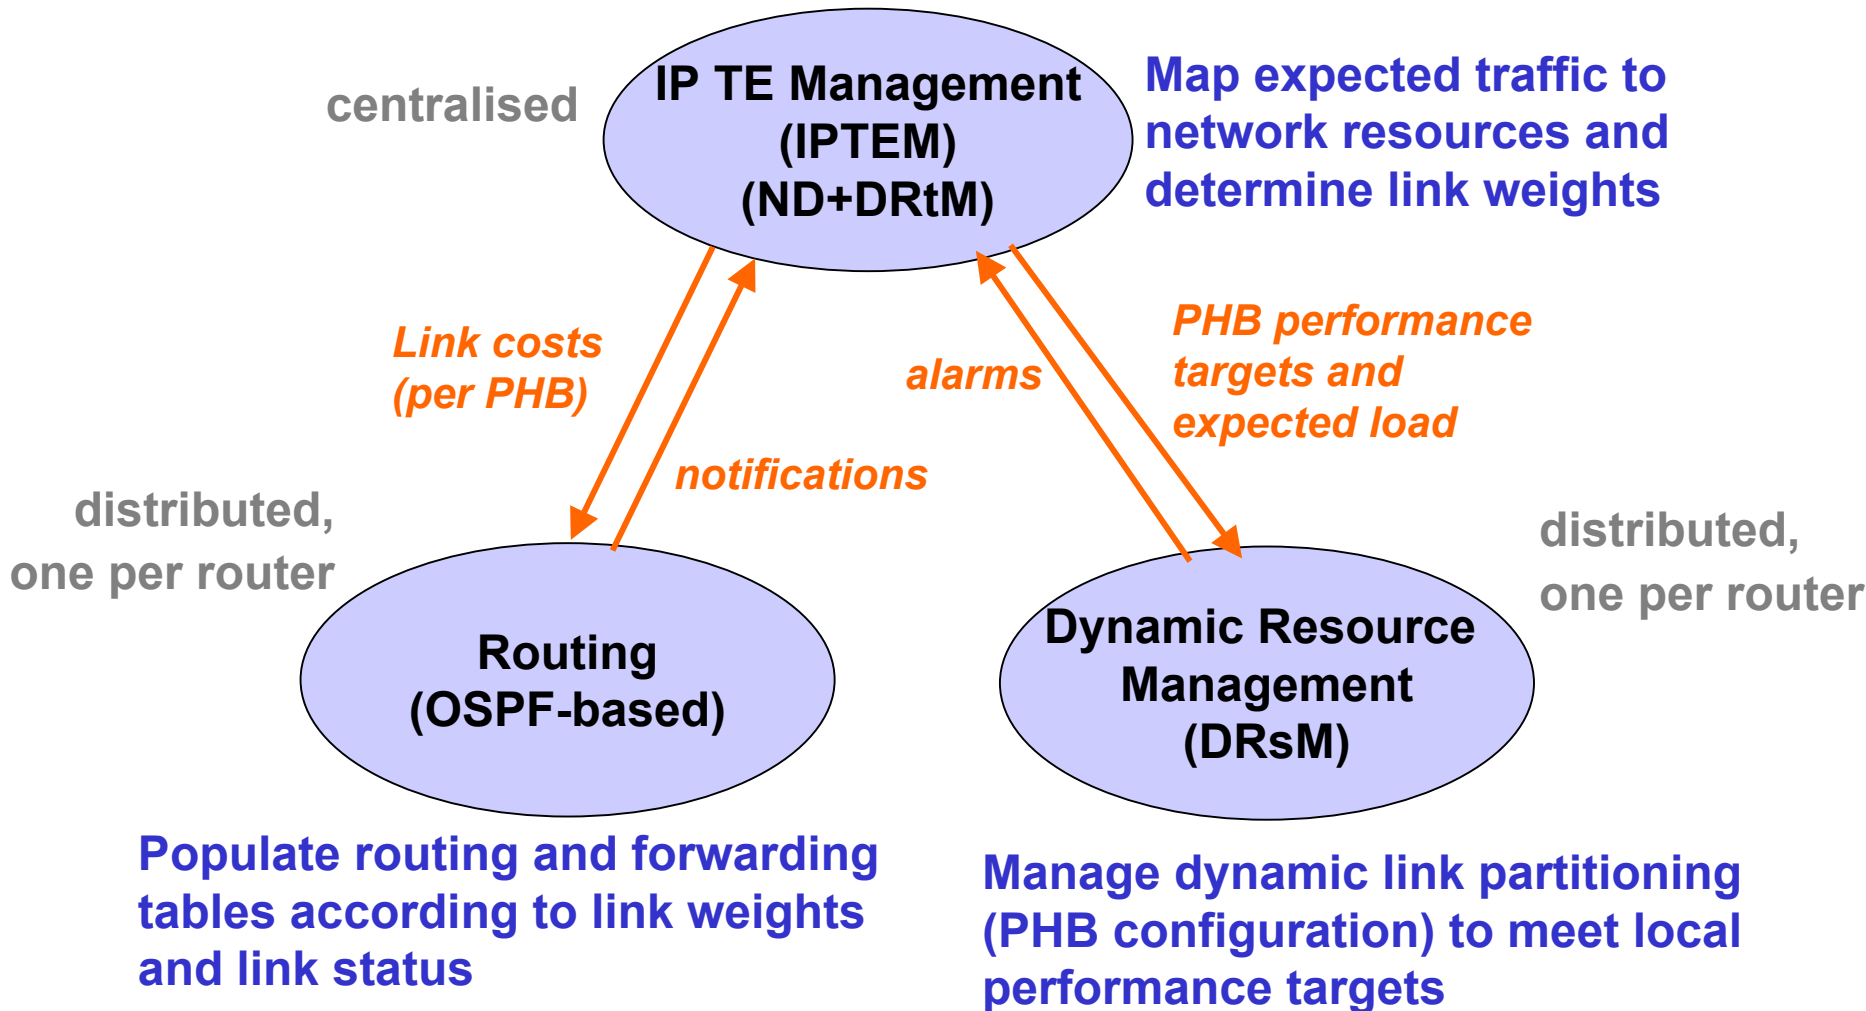 centralised
IP TE Management
(IPTEM)
(ND+DRtM)
Map expected traffic to
network resources and
determine link weights
Link costs
(per PHB)
notifications
alarms
PHB performance
targets and
expected load
distributed,
one per router
Routing
(OSPF-based)
Populate routing and forwarding
tables according to link weights
and link status
distributed,
one per router
Dynamic Resource
Management
(DRsM)
Manage dynamic link partitioning
(PHB configuration) to meet local
performance targets